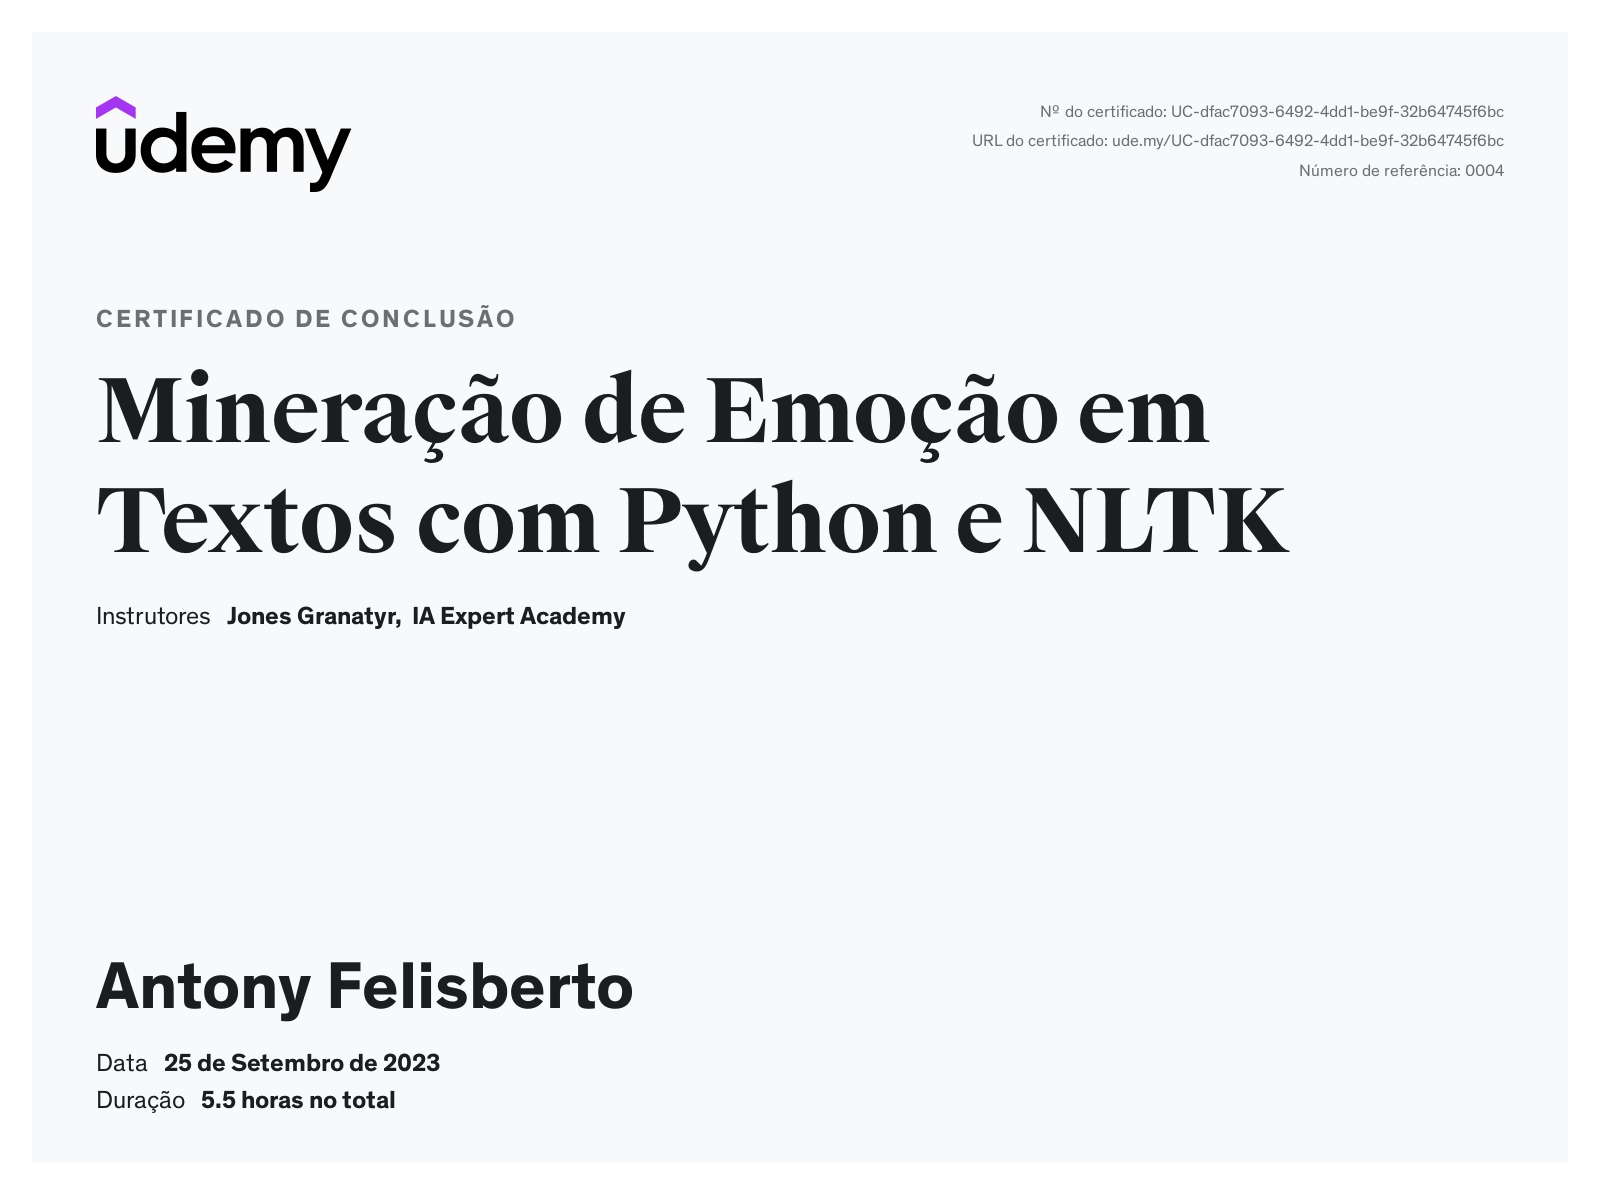 udemy
Nº do certificado: UC-dfac7093-6492-4dd1-be9f-32b64745f6bc
URL do certificado: ude.my/UC-dfac7093-6492-4dd1-be9f-32b64745f6bc
Número de referência: 0004
CERTIFICADO DE CONCLUSÃO
Mineração de Emoção em
Textos com Python e NLTK
Instrutores Jones Granatyr, IA Expert Academy
Antony Felisberto
Data 25 de Setembro de 2023
Duração 5.5 horas no total